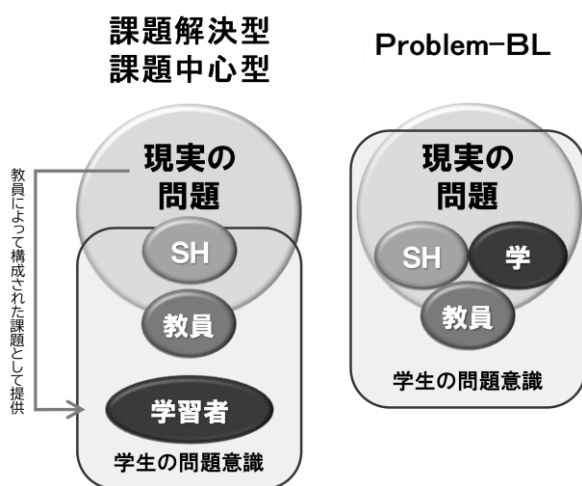 課題解決型
課題中心型
Problem-BL
教員によって構成された課題として提供
現実の
問題
SH
教員
学習者
学生の問題意識
現実の
問題
SH
学
教員
学生の問題意識